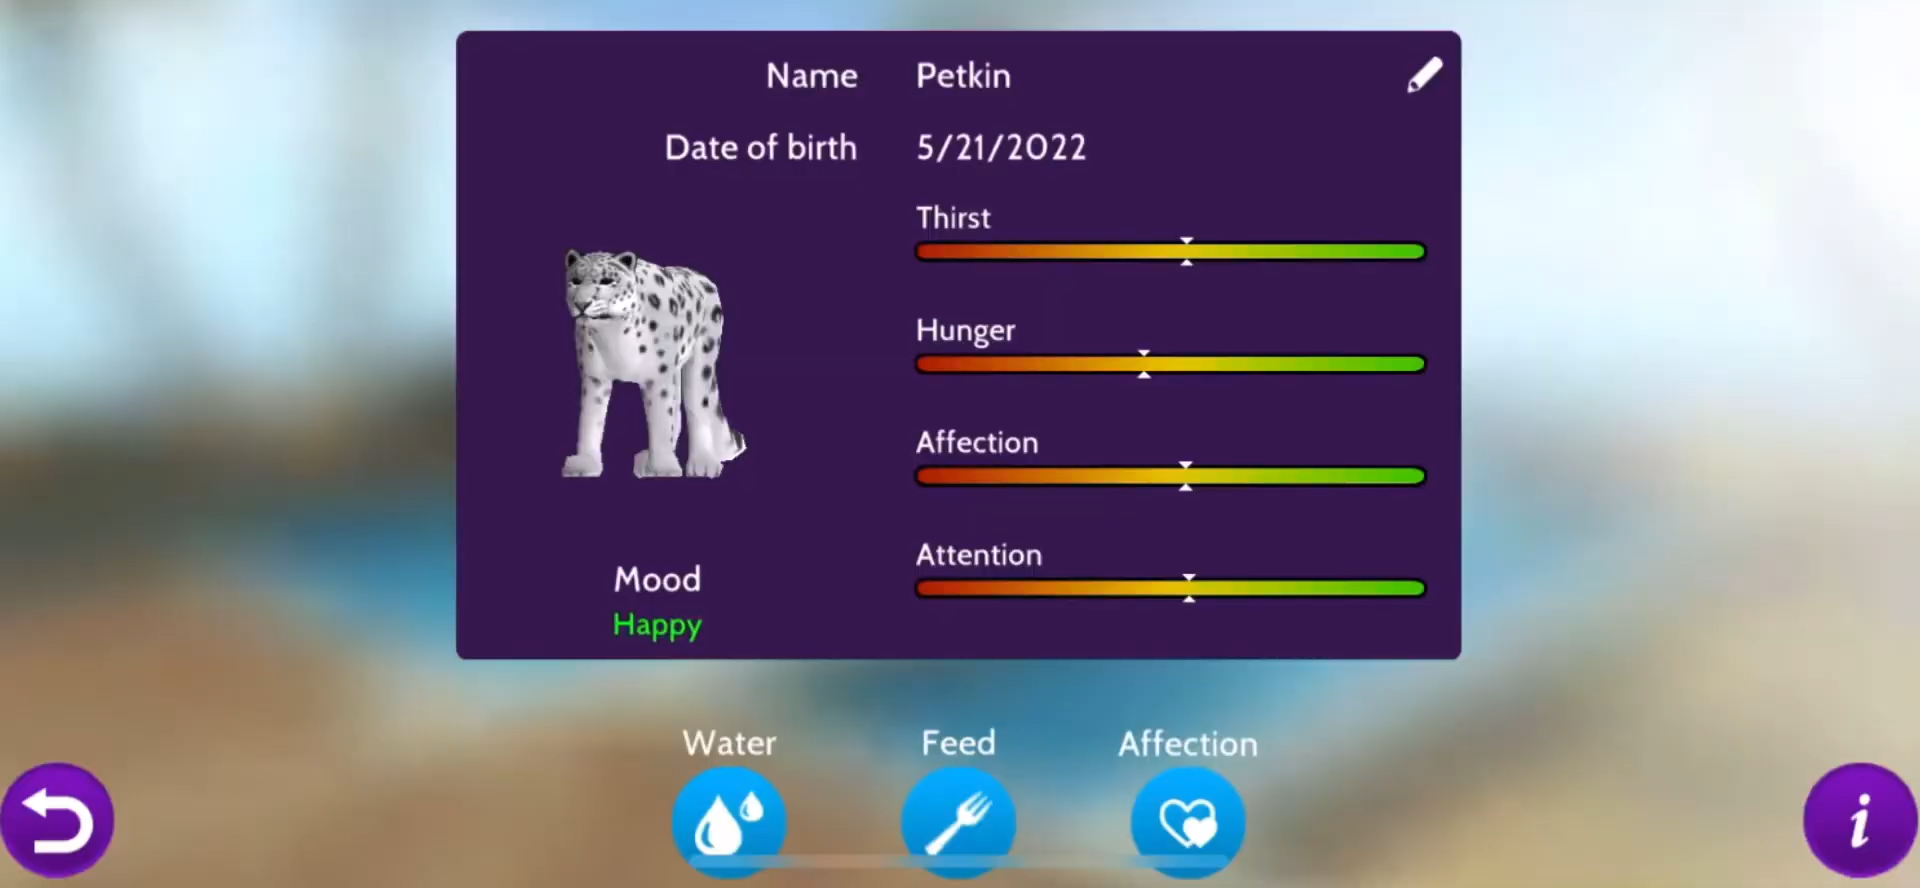 Name Petkin
Date of birth 5/21/2022
Thirst
Hunger
Affection
Attention
Mood
Happy
Water Feed Affection
i